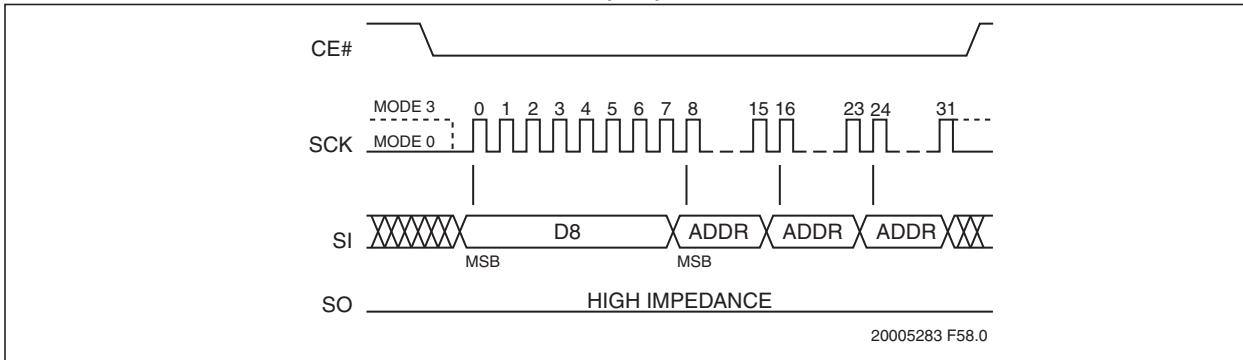 CE#
MODE 3
0 1 2 3 4 5 6 7 8 15 16 23 24 31
SCK
MODE 0
SI
D8
ADDR
ADDR
ADDR
MSB
MSB
SO
HIGH IMPEDANCE
20005283 F58.0